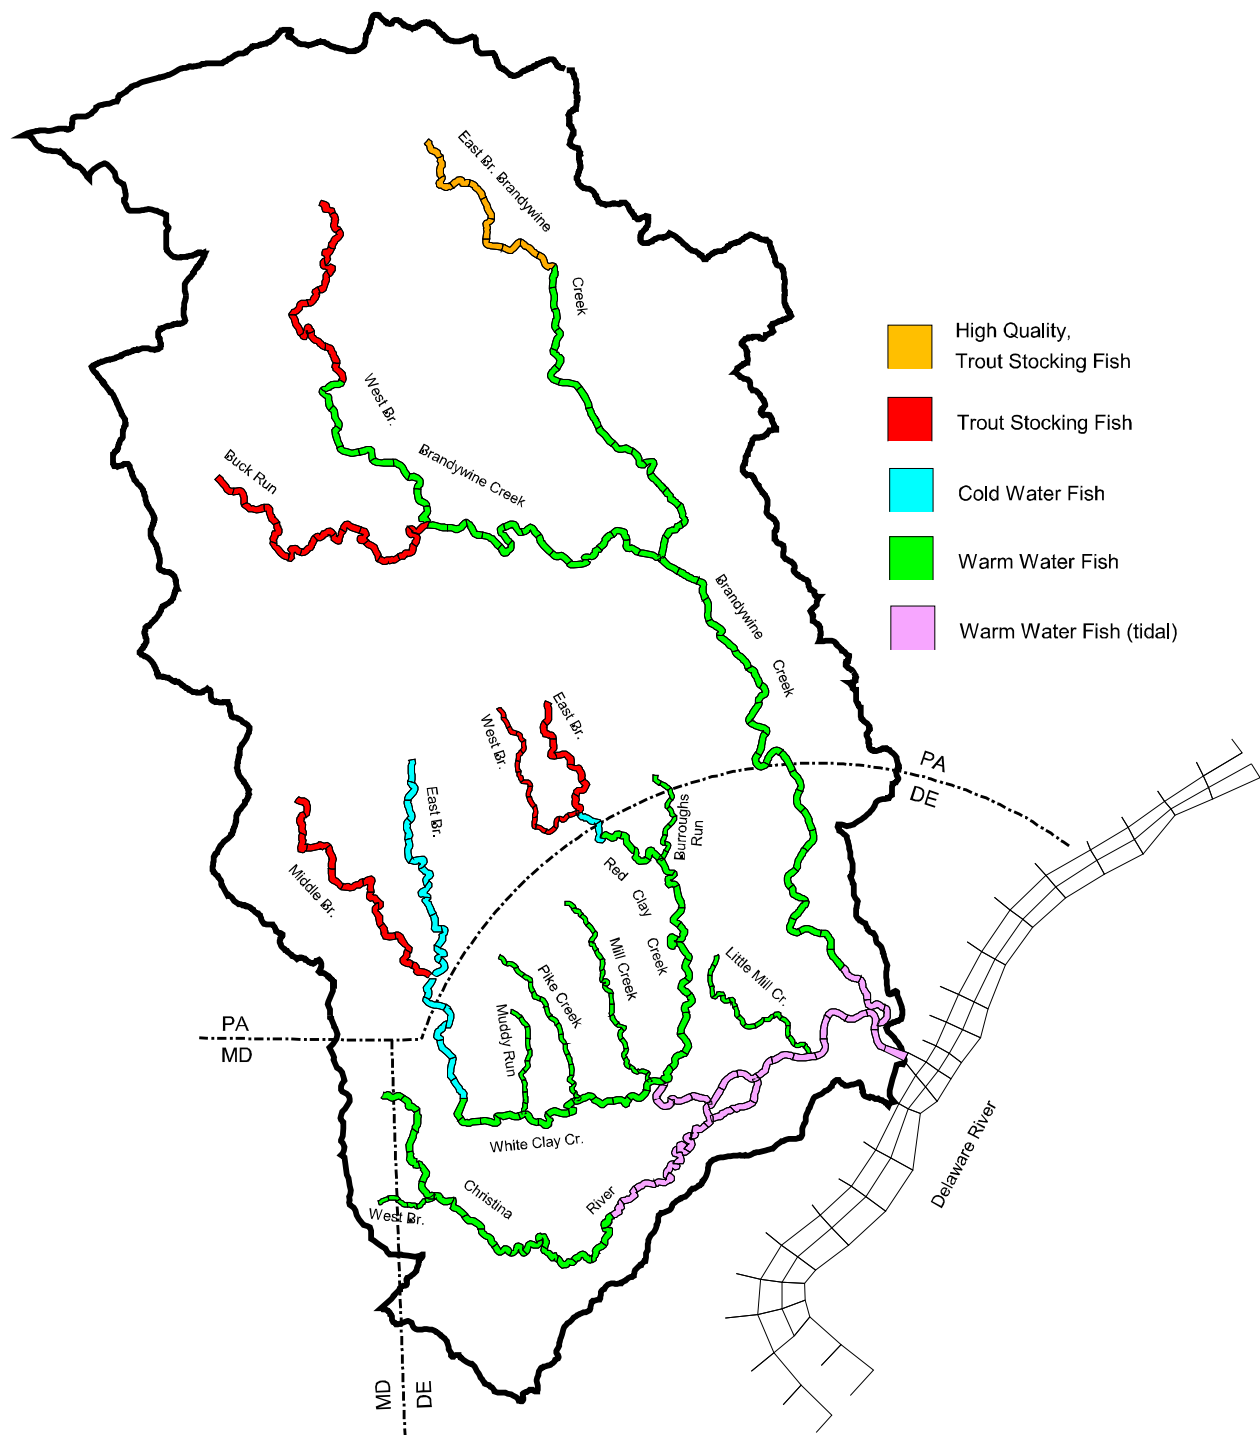 East Br. Brandywine
Creek
High Quality,
Trout Stocking Fish
Trout Stocking Fish
Cold Water Fish
Warm Water Fish
Warm Water Fish (tidal)
West Br.
Brandywine Creek
Buck Run
Brandywine
Creek
West Br.
East Br.
East Br.
Middle Br.
Burroughs
Run
PA
DE
Red
Clay
Creek
Mill Creek
Pike Creek
Muddy Run
Little Mill Cr.
PA
MD
White Clay Cr.
Christina
River
West Br.
Delaware River
MD
DE